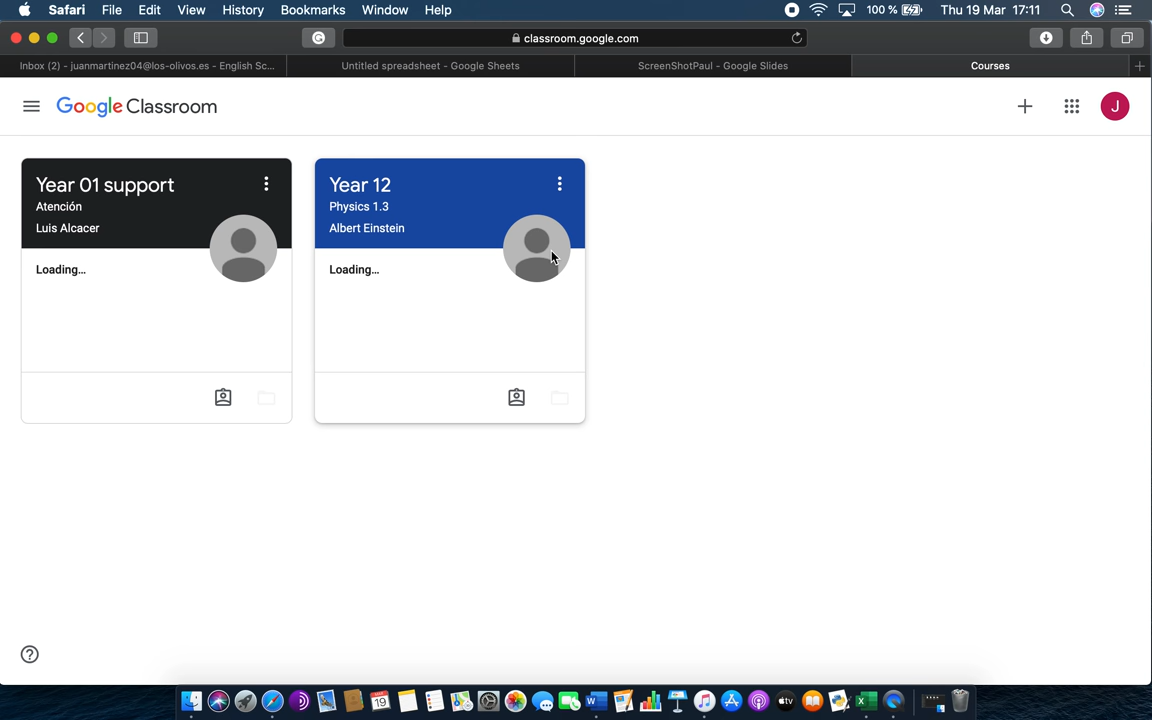 Safari File Edit View History Bookmarks Window Help 100 % Thu 19 Mar 17:11
classroom.google.com
Inbox (2) - juanmartinez04@los-olivos.es - English Sc... Untitled spreadsheet - Google Sheets ScreenShotPaul - Google Slides Courses
Google Classroom J
Year 01 support
Atención
Luis Alcacer
Loading...
Year 12
Physics 1.3
Albert Einstein
Loading...